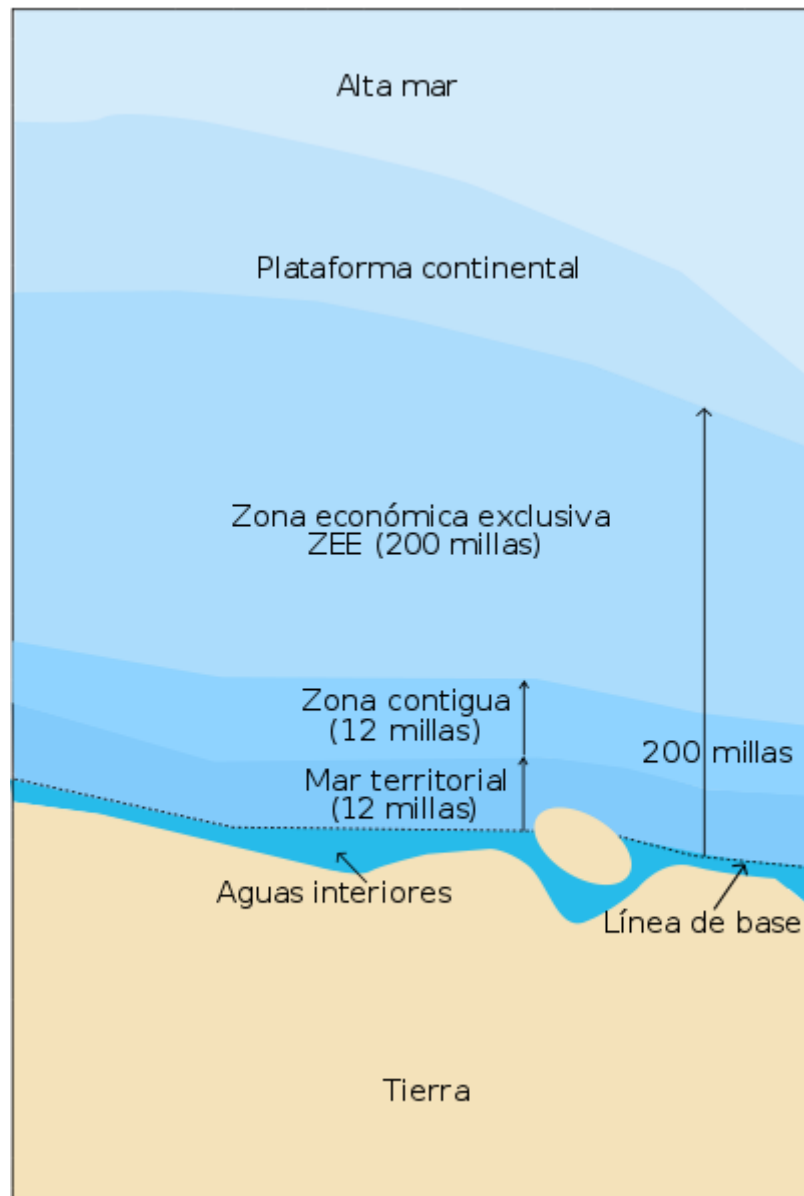 Alta mar
Plataforma continental
Zona económica exclusiva
ZEE (200 millas)
Zona contigua
(12 millas)
200 millas
Mar territorial
(12 millas)
Aguas interiores
Línea de base
Tierra